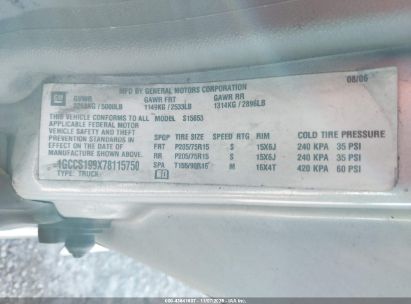 MFD BY GENERAL MOTORS CORPORATION 08/06
GM GVWR GAWR FRT GAWR RR
2268KG / 5000LB 1149KG / 2533LB 1314KG / 2896LB
THIS VEHICLE CONFORMS TO ALL MODEL S15653
APPLICABLE FEDERAL MOTOR
VEHICLE SAFETY AND THEFT
PREVENTION STANDARDS SPOP TIRE SIZE SPEED RTG RIM COLD TIRE PRESSURE
IN EFFECT ON THE DATE OF FRT P205/75R15 S 15X6J 240 KPA 35 PSI
MANUFACTURE SHOWN ABOVE. RR P205/75R15 S 15X6J 240 KPA 35 PSI
1GCCS199X78115750 SPA T155/90R16 M 16X4T 420 KPA 60 PSI
TYPE: TRUCK